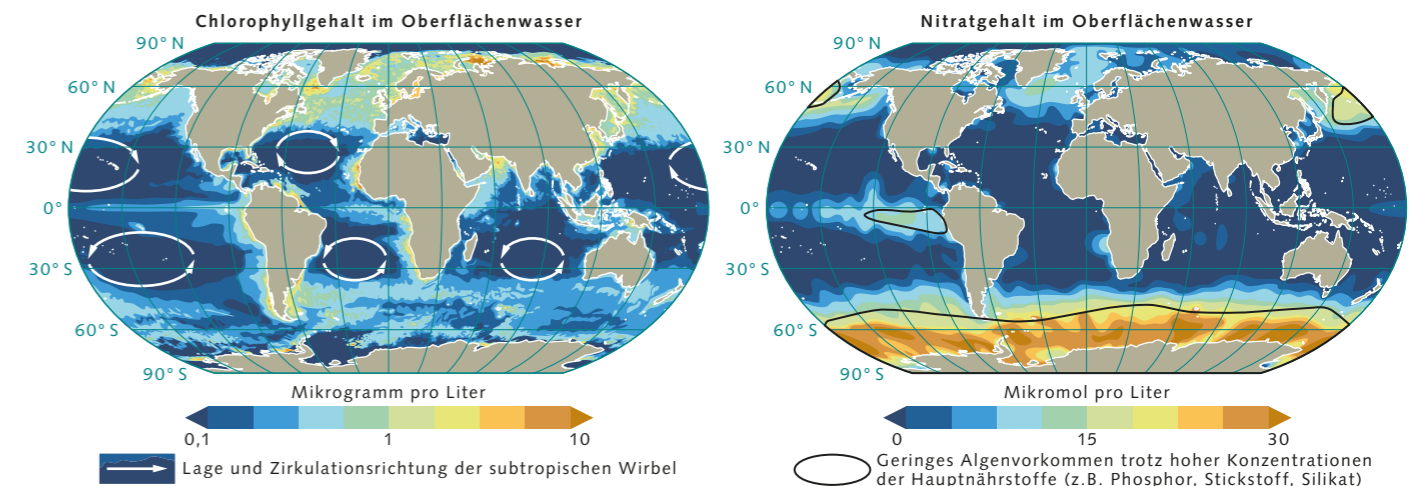 Chlorophyllgehalt im Oberflächenwasser
90° N
60° N
30° N
0°
30° S
60° S
90° S
Mikrogramm pro Liter
0,1
1
10
Lage und Zirkulationsrichtung der subtropischen Wirbel
Nitratgehalt im Oberflächenwasser
90° N
60° N
30° N
0°
30° S
60° S
90° S
Mikromol pro Liter
0
15
30
Geringes Algenvorkommen trotz hoher Konzentrationen
der Hauptnährstoffe (z.B. Phosphor, Stickstoff, Silikat)